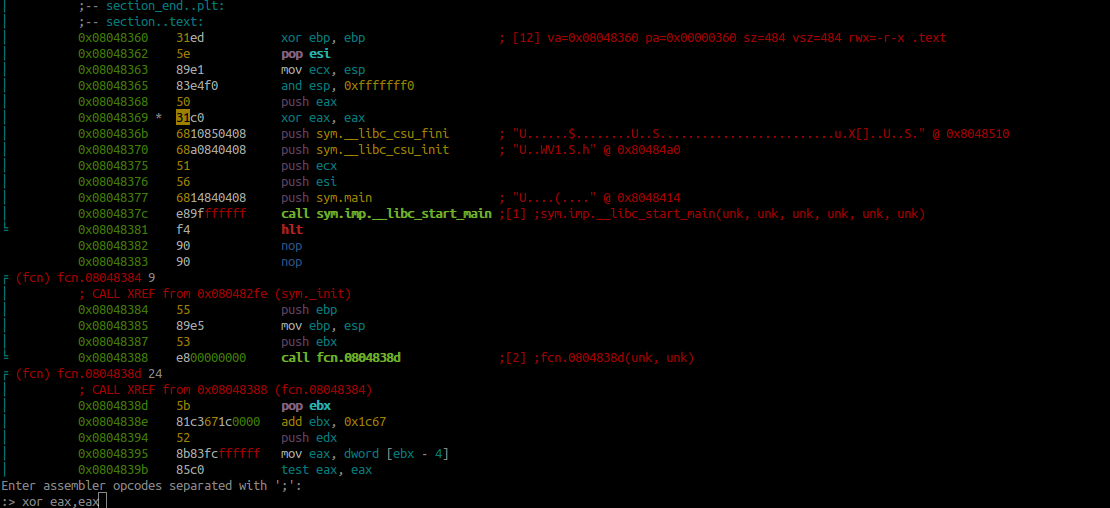 ;-- section_end..plt:
;-- section..text:
0x08048360 31ed xor ebp, ebp ; [12] va=0x08048360 pa=0x00000360 sz=484 vsz=484 rwx=-r-x .text
0x08048362 5e pop esi
0x08048363 89e1 mov ecx, esp
0x08048365 83e4f0 and esp, 0xfffffff0
0x08048368 50 push eax
0x08048369 * 31c0 xor eax, eax
0x0804836b 6810850408 push sym.__libc_csu_fini ; "U......$........U..S.........................u.X[]..U..S." @ 0x8048510
0x08048370 68a0840408 push sym.__libc_csu_init ; "U..WV1.S.h" @ 0x80484a0
0x08048375 51 push ecx
0x08048376 56 push esi
0x08048377 6814840408 push sym.main ; "U....(...." @ 0x8048414
0x0804837c e89fffffff call sym.imp.__libc_start_main ;[1] ;sym.imp.__libc_start_main(unk, unk, unk, unk, unk, unk)
0x08048381 f4 hlt
0x08048382 90 nop
0x08048383 90 nop
(fcn) fcn.08048384 9
; CALL XREF from 0x080482fe (sym._init)
0x08048384 55 push ebp
0x08048385 89e5 mov ebp, esp
0x08048387 53 push ebx
0x08048388 e800000000 call fcn.0804838d ;[2] ;fcn.0804838d(unk, unk)
(fcn) fcn.0804838d 24
; CALL XREF from 0x08048388 (fcn.08048384)
0x0804838d 5b pop ebx
0x0804838e 81c3671c0000 add ebx, 0x1c67
0x08048394 52 push edx
0x08048395 8b83fcffffff mov eax, dword [ebx - 4]
0x0804839b 85c0 test eax, eax
Enter assembler opcodes separated with ';':
:> xor eax,eax